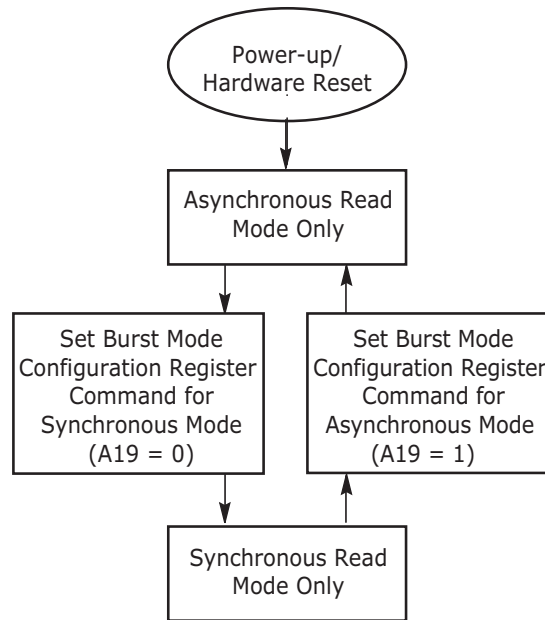 Power-up/
Hardware Reset
Asynchronous Read
Mode Only
Set Burst Mode
Configuration Register
Command for
Synchronous Mode
(A19 = 0)
Set Burst Mode
Configuration Register
Command for
Asynchronous Mode
(A19 = 1)
Synchronous Read
Mode Only